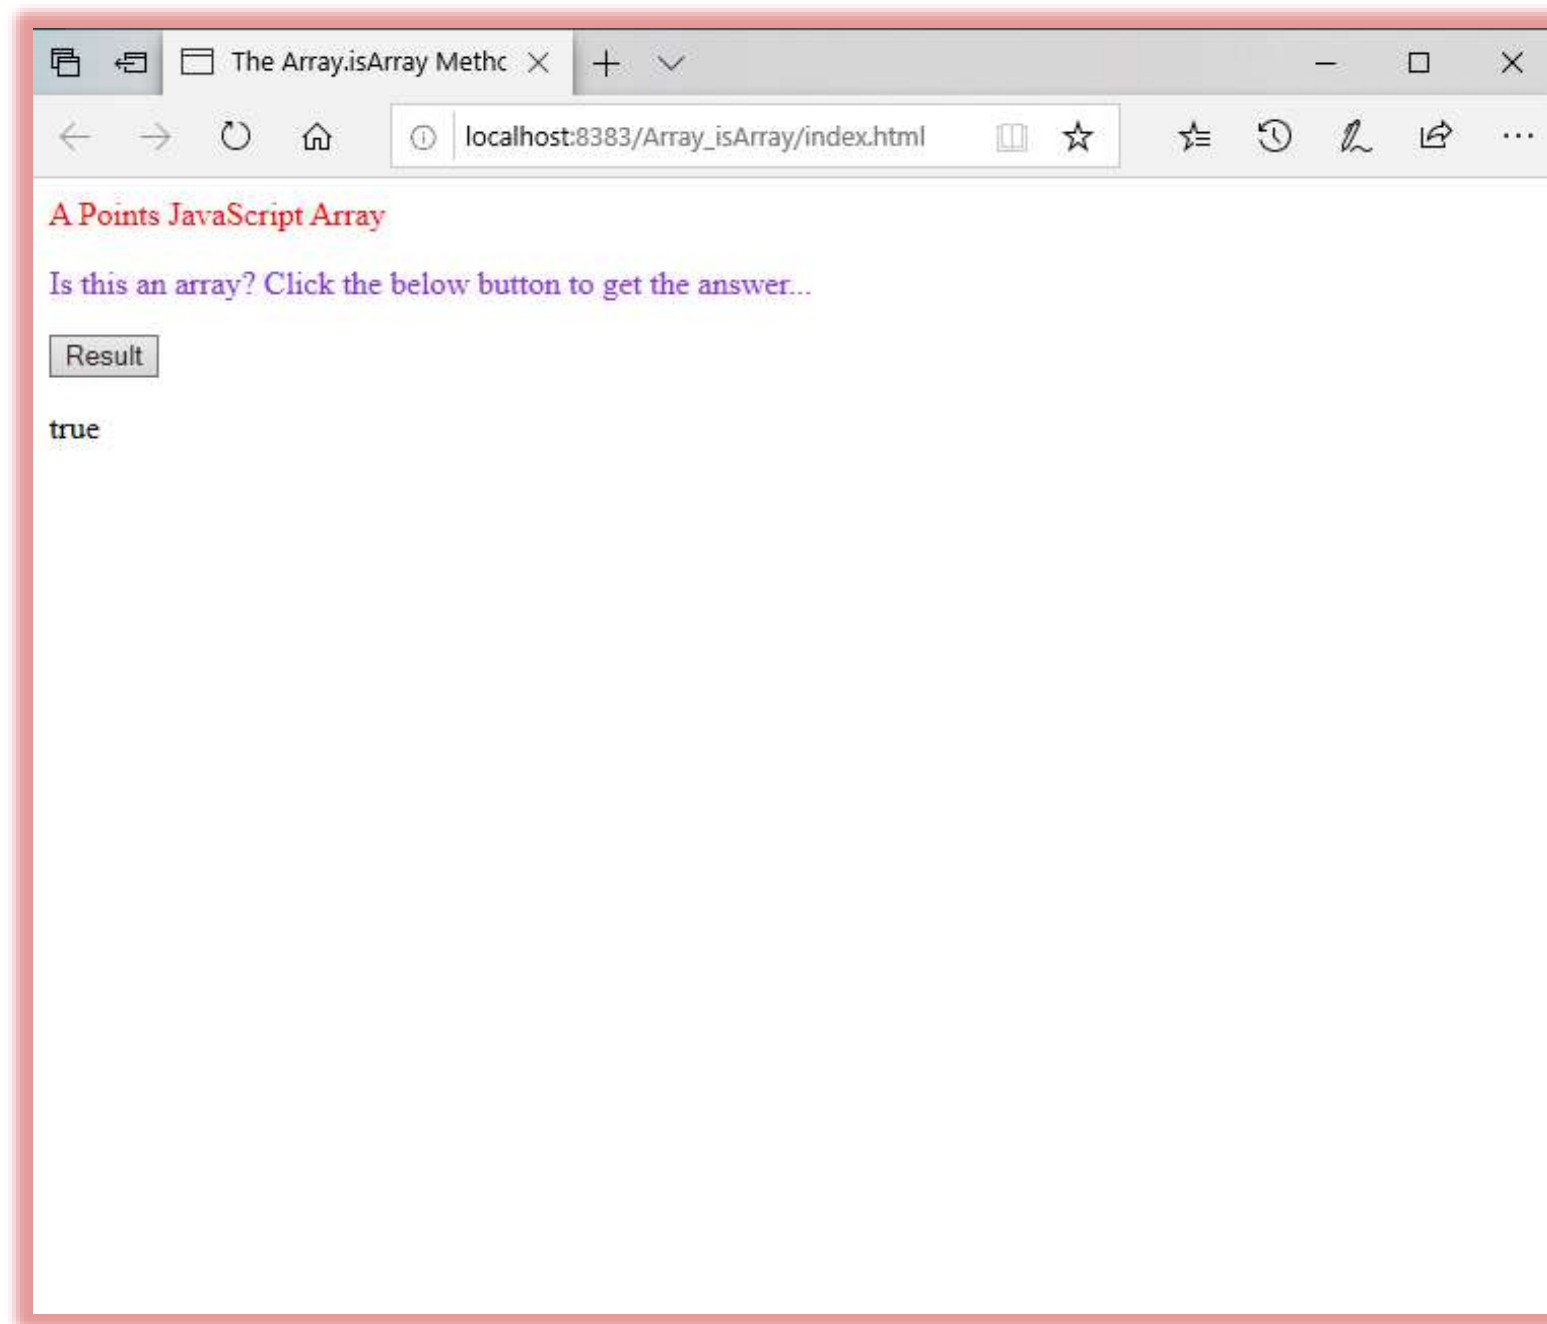 The Array.isArray Methc
localhost:8383/Array_isArray/index.html
A Points JavaScript Array
Is this an array? Click the below button to get the answer...
Result
true